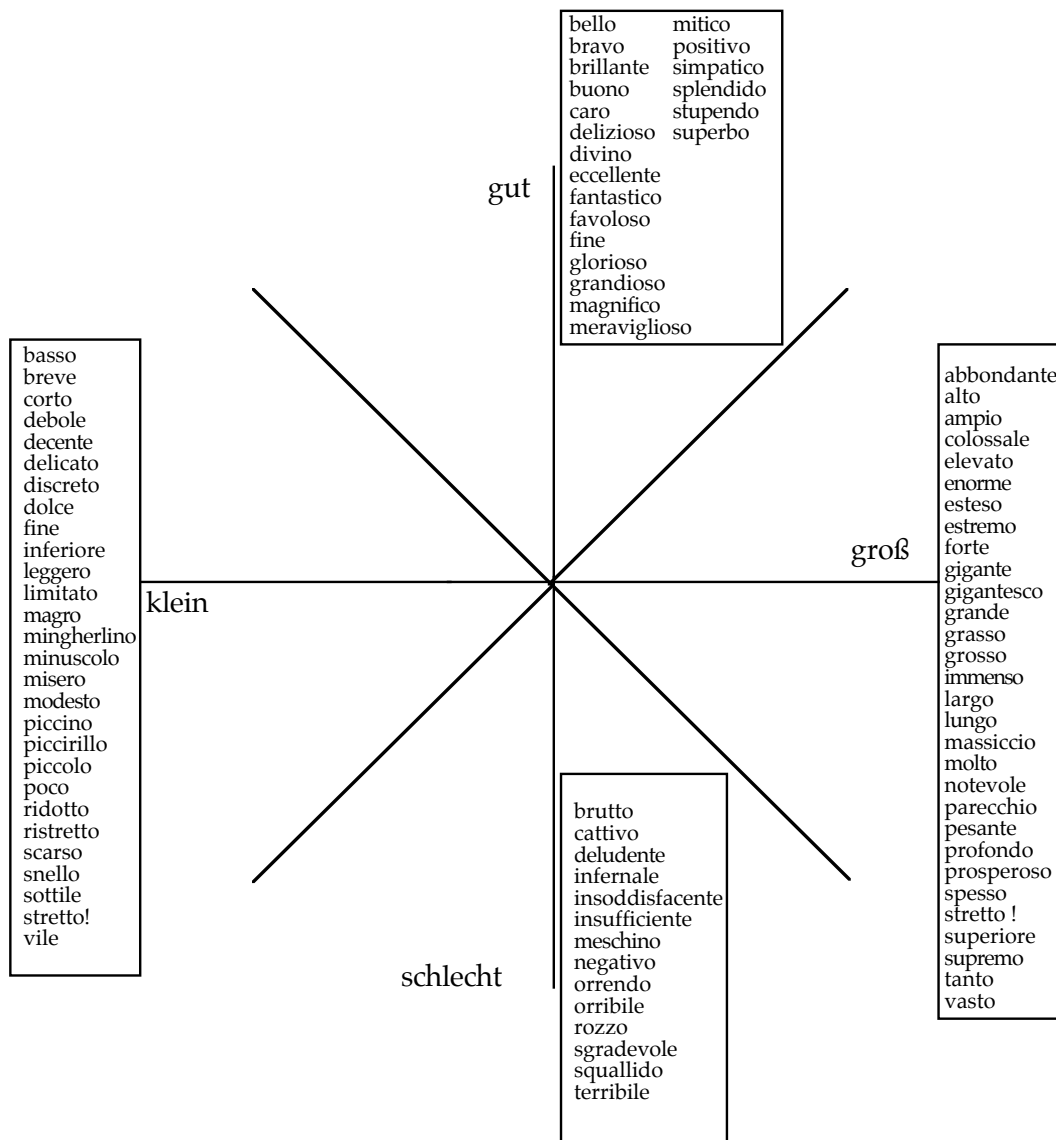 bello
bravo
brillante
buono
caro
delizioso
divino
eccellente
fantastico
favoloso
fine
glorioso
grandioso
magnifico
meraviglioso
mitico
positivo
simpatico
splendido
stupendo
superbo
gut
basso
breve
corto
debole
decente
delicato
discreto
dolce
fine
inferiore
leggero
limitato
magro
mingherlino
minuscolo
misero
modesto
piccino
piccirillo
piccolo
poco
ridotto
ristretto
scarso
snello
sottile
stretto!
vile
klein
groß
abbondante
alto
ampio
colossale
elevato
enorme
esteso
estremo
forte
gigante
gigantesco
grande
grasso
grosso
immenso
largo
lungo
massiccio
molto
notevole
parecchio
pesante
profondo
prosperoso
spesso
stretto !
superiore
supremo
tanto
vasto
schlecht
brutto
cattivo
deludente
infernale
insoddisfacente
insufficiente
meschino
negativo
orrendo
orribile
rozzo
sgradevole
squallido
terribile